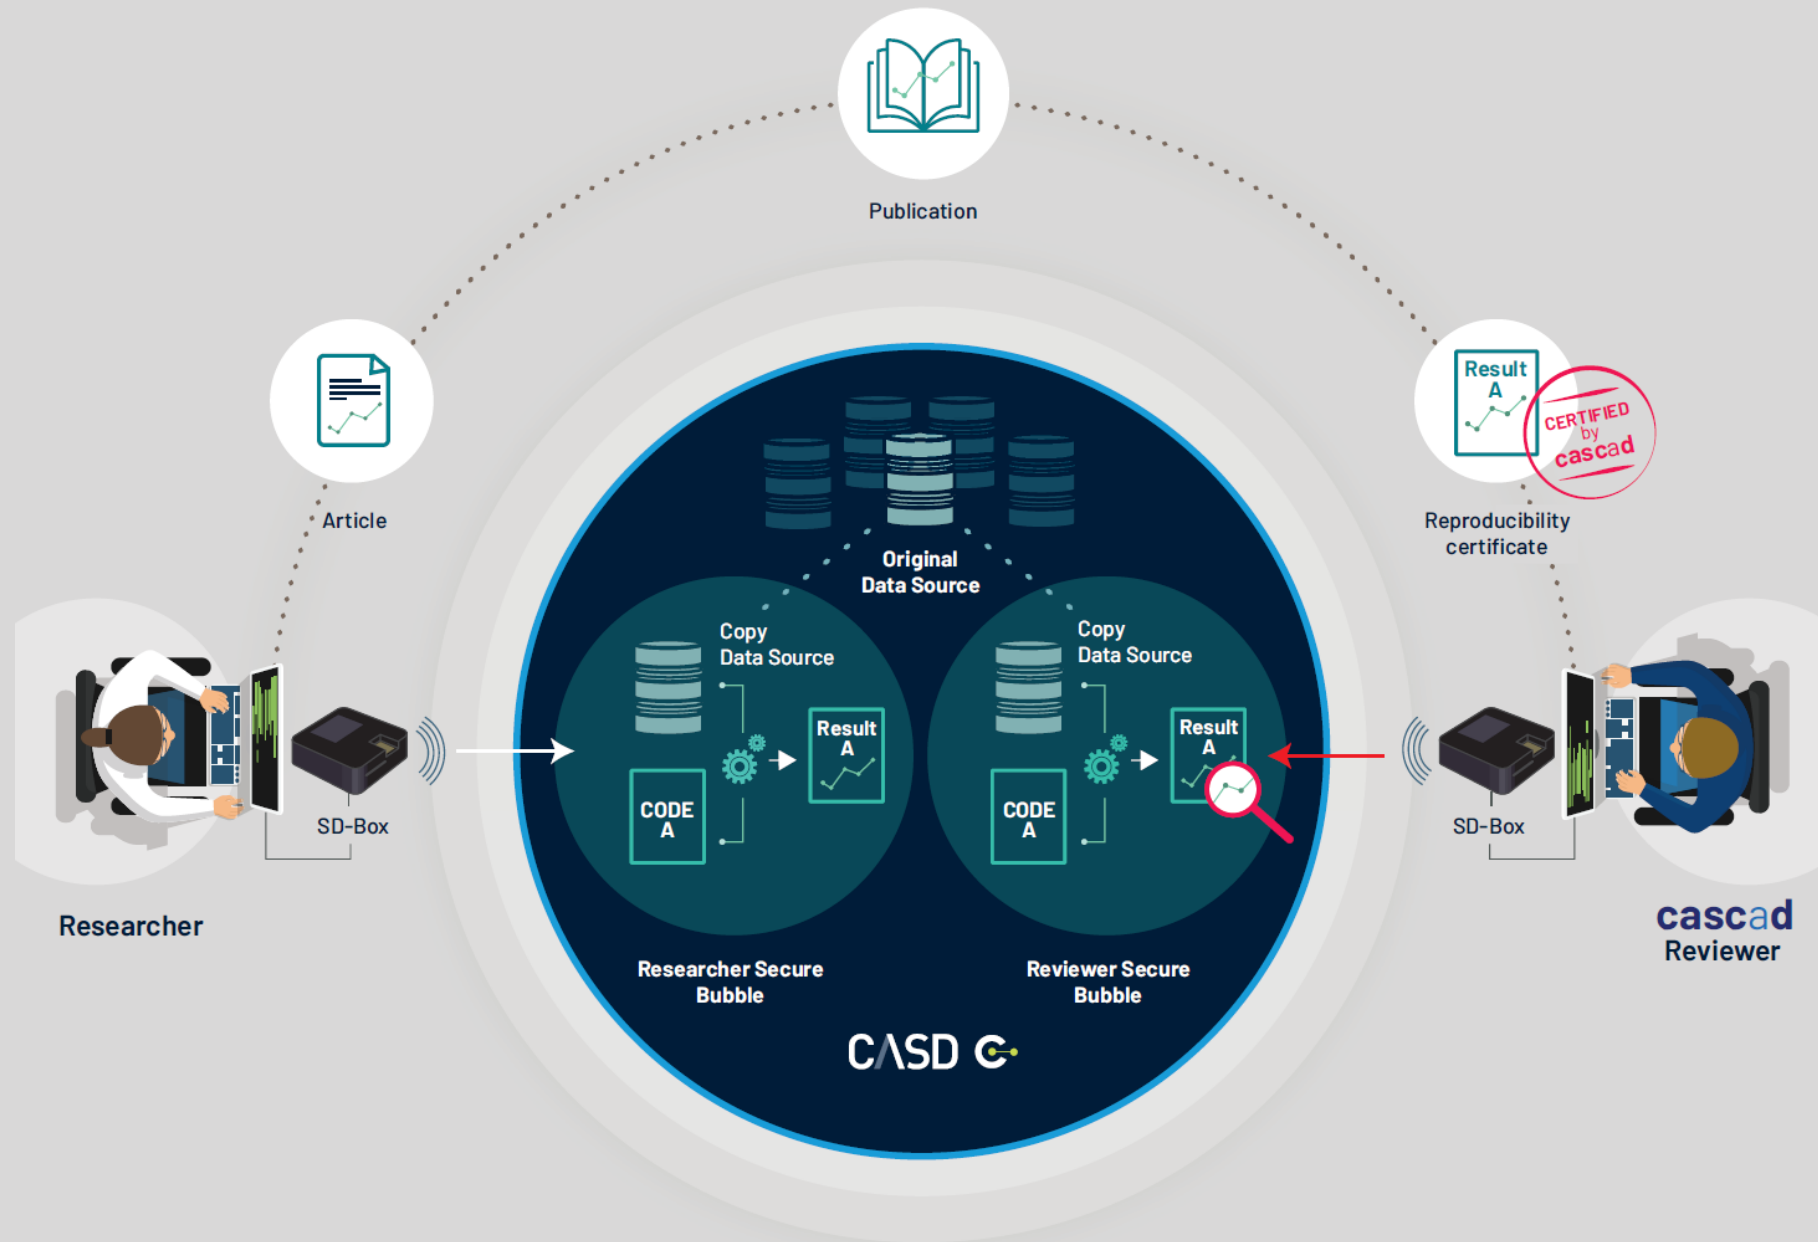 Publication
Article
Result
A
CERTIFIED
by
cascad
Reproducibility
certificate
Original
Data Source
Copy
Data Source
Result
A
CODE
A
Copy
Data Source
Result
A
CODE
A
SD-Box
SD-Box
Researcher
cascad
Reviewer
Researcher Secure
Bubble
Reviewer Secure
Bubble
CASD